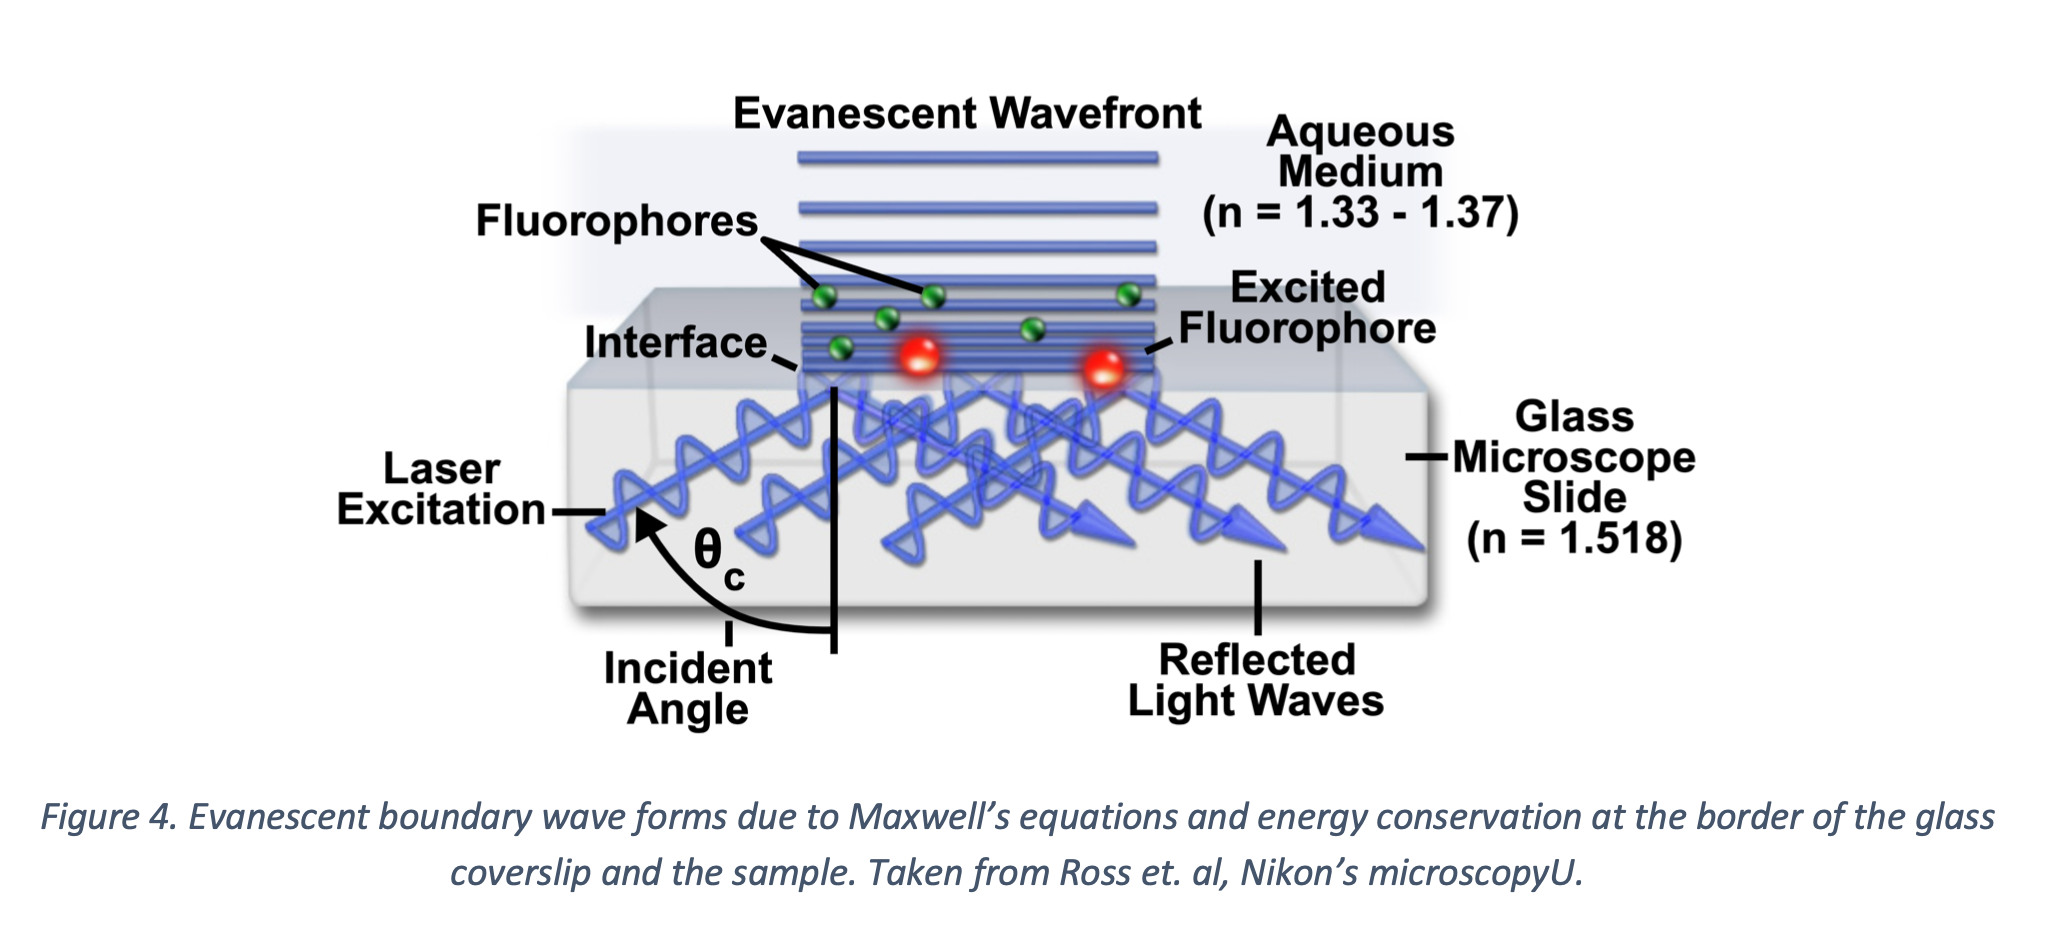 Evanescent Wavefront
Aqueous
Medium
(n = 1.33 - 1.37)
Fluorophores
Excited
Fluorophore
Interface
Glass
Microscope
Slide
(n = 1.518)
Laser
Excitation
θc
Incident
Angle
Reflected
Light Waves
Figure 4. Evanescent boundary wave forms due to Maxwell’s equations and energy conservation at the border of the glass
coverslip and the sample. Taken from Ross et. al, Nikon’s microscopyU.